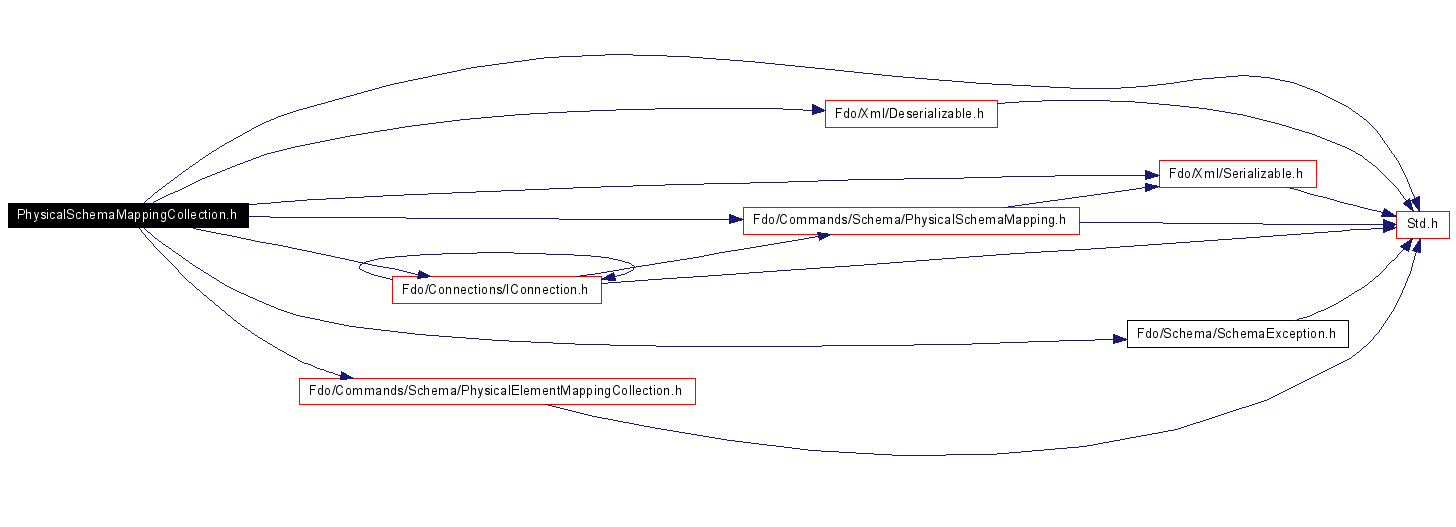 Fdo/Xml/Deserializable.h
Fdo/Xml/Serializable.h
PhysicalSchemaMappingCollection.h
Fdo/Commands/Schema/PhysicalSchemaMapping.h
Std.h
Fdo/Connections/IConnection.h
Fdo/Schema/SchemaException.h
Fdo/Commands/Schema/PhysicalElementMappingCollection.h